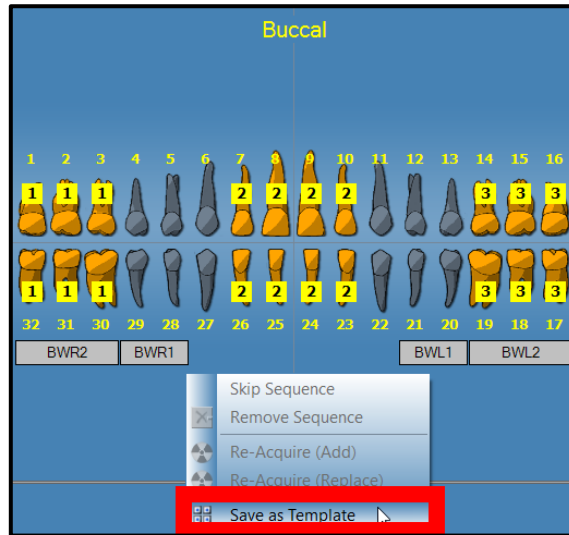 Buccal
1 2 3 4 5 6 7 8 9 10 11 12 13 14 15 16
1 1 1 2 2 2 2 3 3 3
1 1 1 2 2 2 2 3 3 3
32 31 30 29 28 27 26 25 24 23 22 21 20 19 18 17
BWR2 BWR1 BWL1 BWL2
Skip Sequence
Remove Sequence
Re-Acquire (Add)
Re-Acquire (Replace)
Save as Template